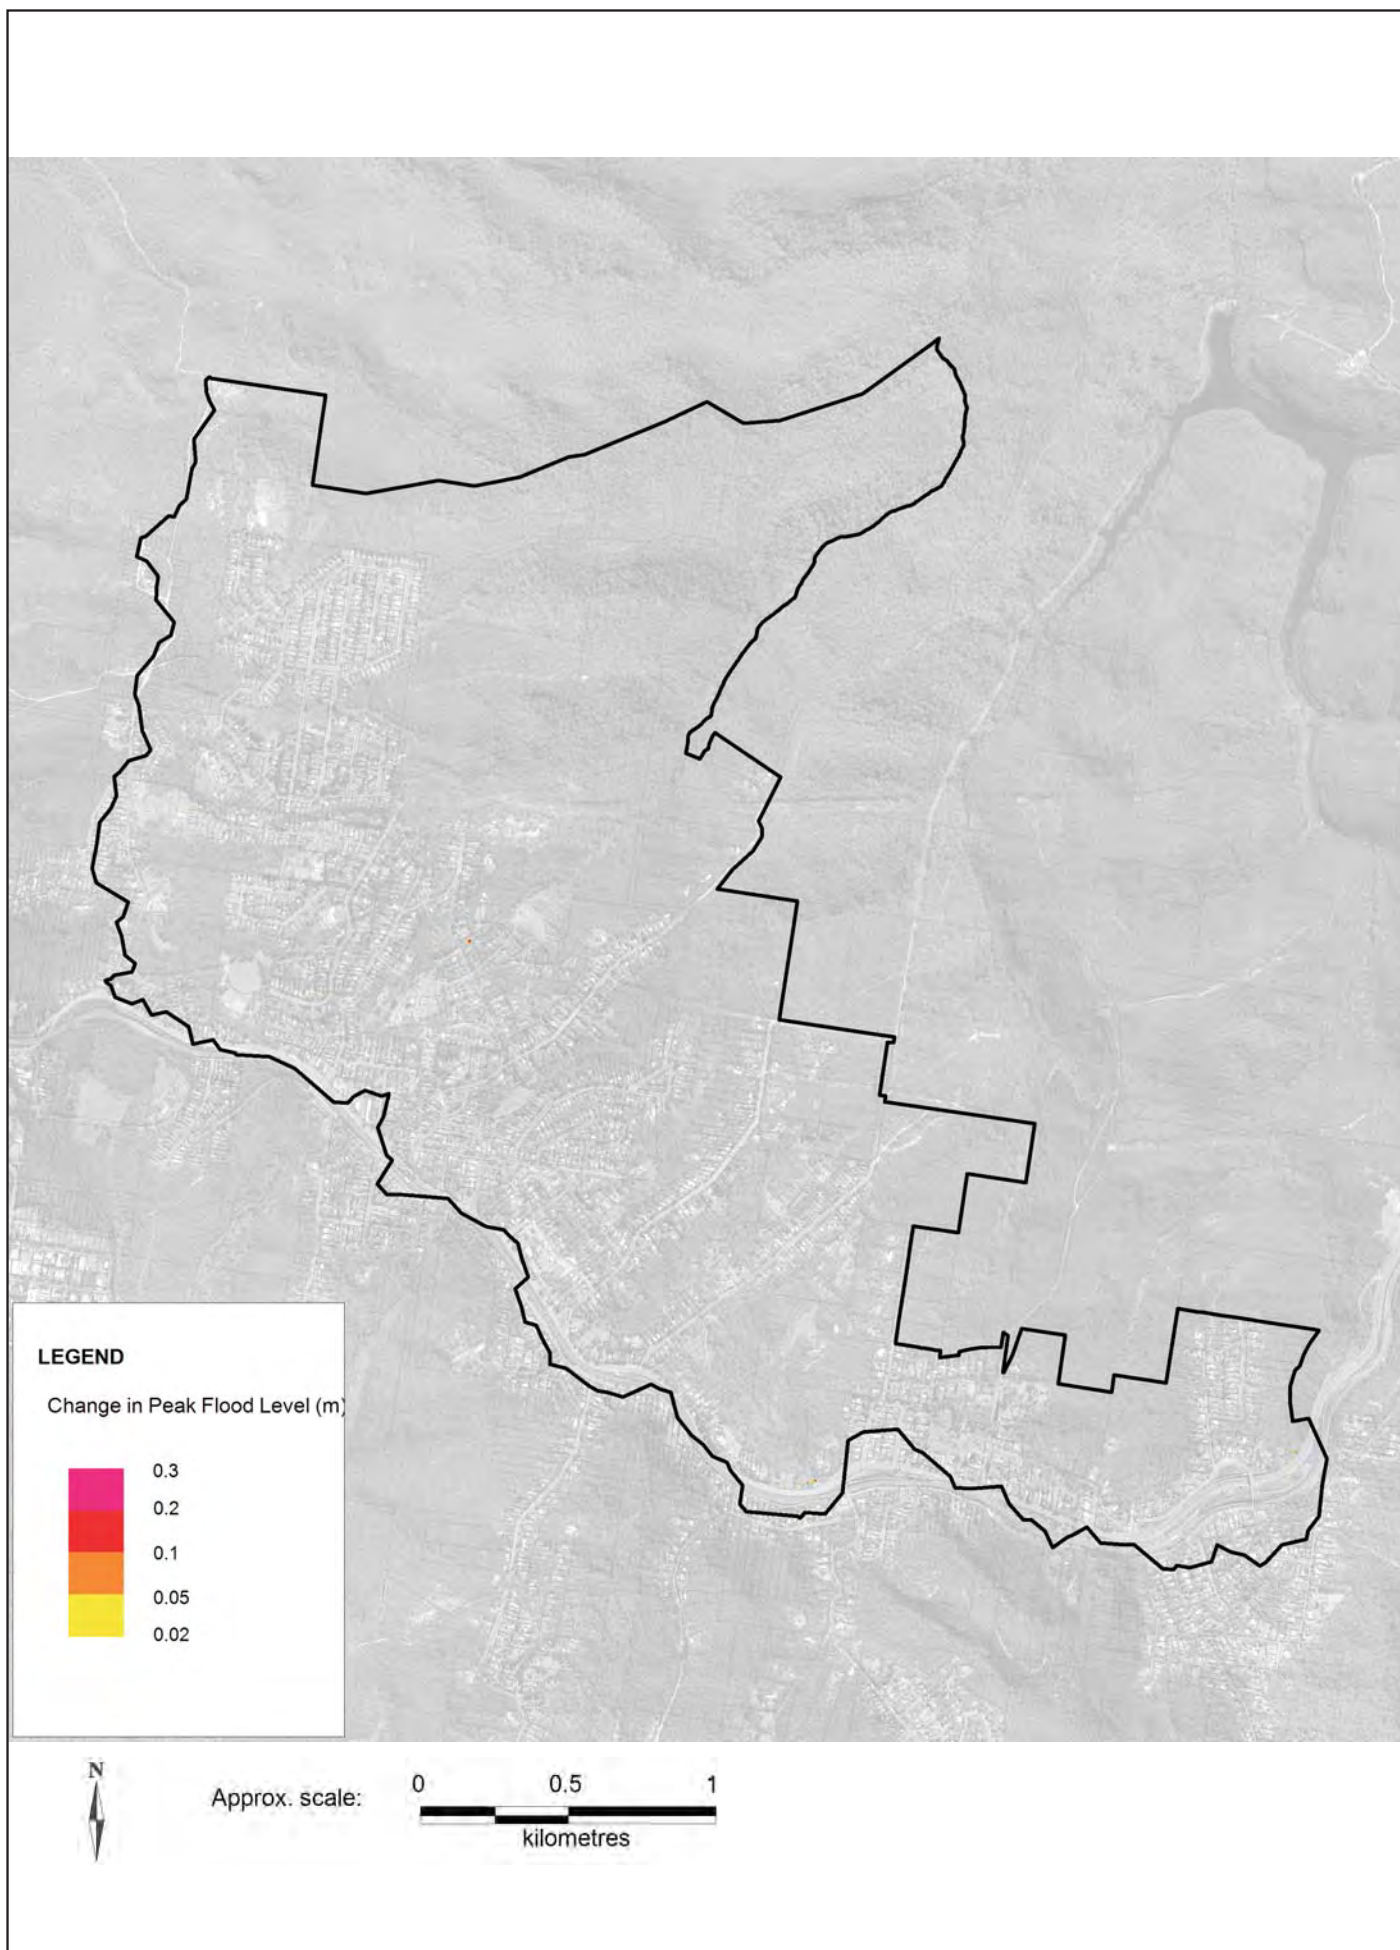 LEGEND
Change in Peak Flood Level (m)
0.3
0.2
0.1
0.05
0.02
N
Approx. scale:
0 0.5 1
kilometres